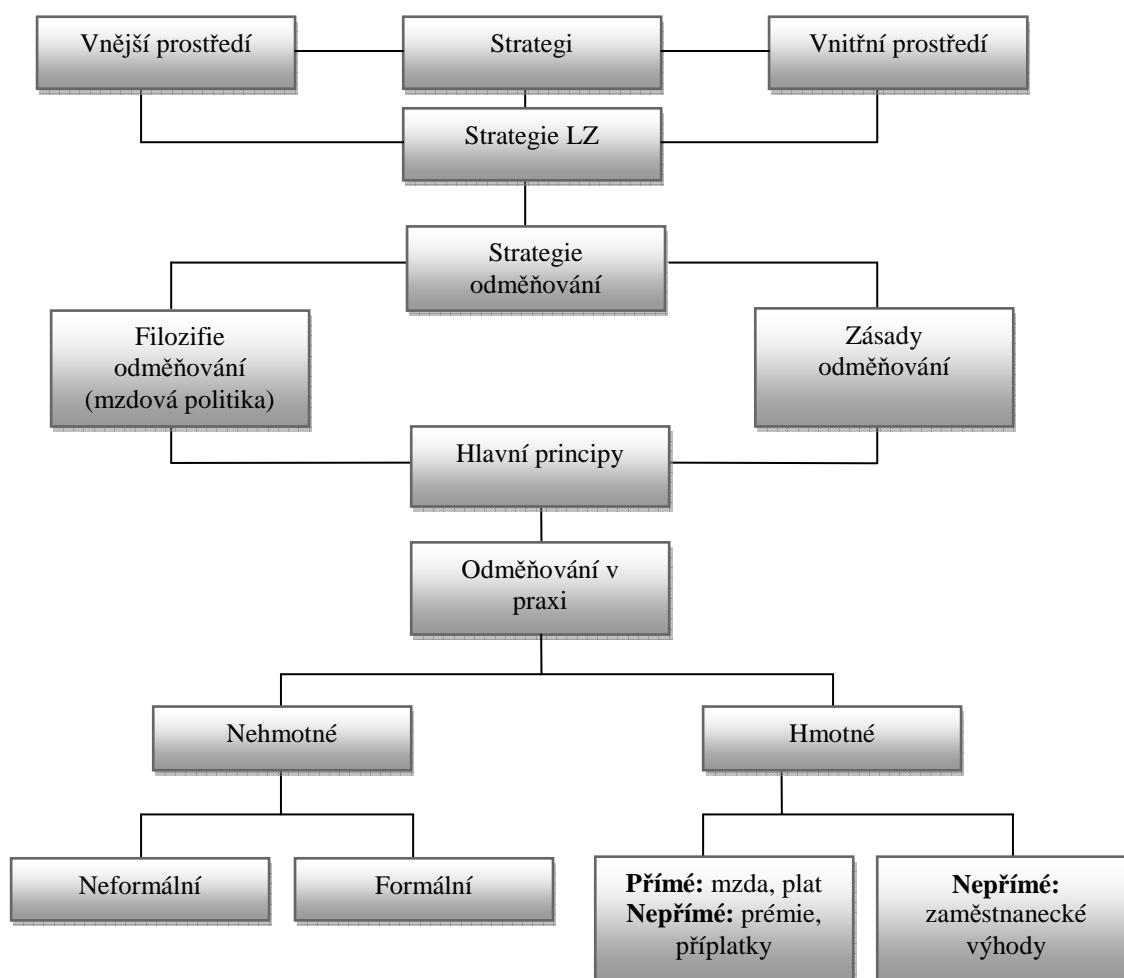 Vnější prostředí
Strategi
Vnitřní prostředí
Strategie LZ
Strategie
odměňování
Filozifie
odměňování
(mzdová politika)
Zásady
odměňování
Hlavní principy
Odměňování v
praxi
Nehmotné
Hmotné
Neformální
Formální
Přímé: mzda, plat
Nepřímé: prémie,
příplatky
Nepřímé:
zaměstnanecké
výhody